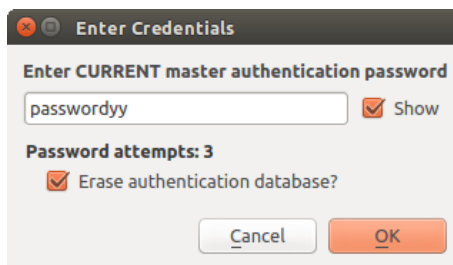 Enter Credentials
Enter CURRENT master authentication password
passwordyy Show
Password attempts: 3
Erase authentication database?
Cancel OK